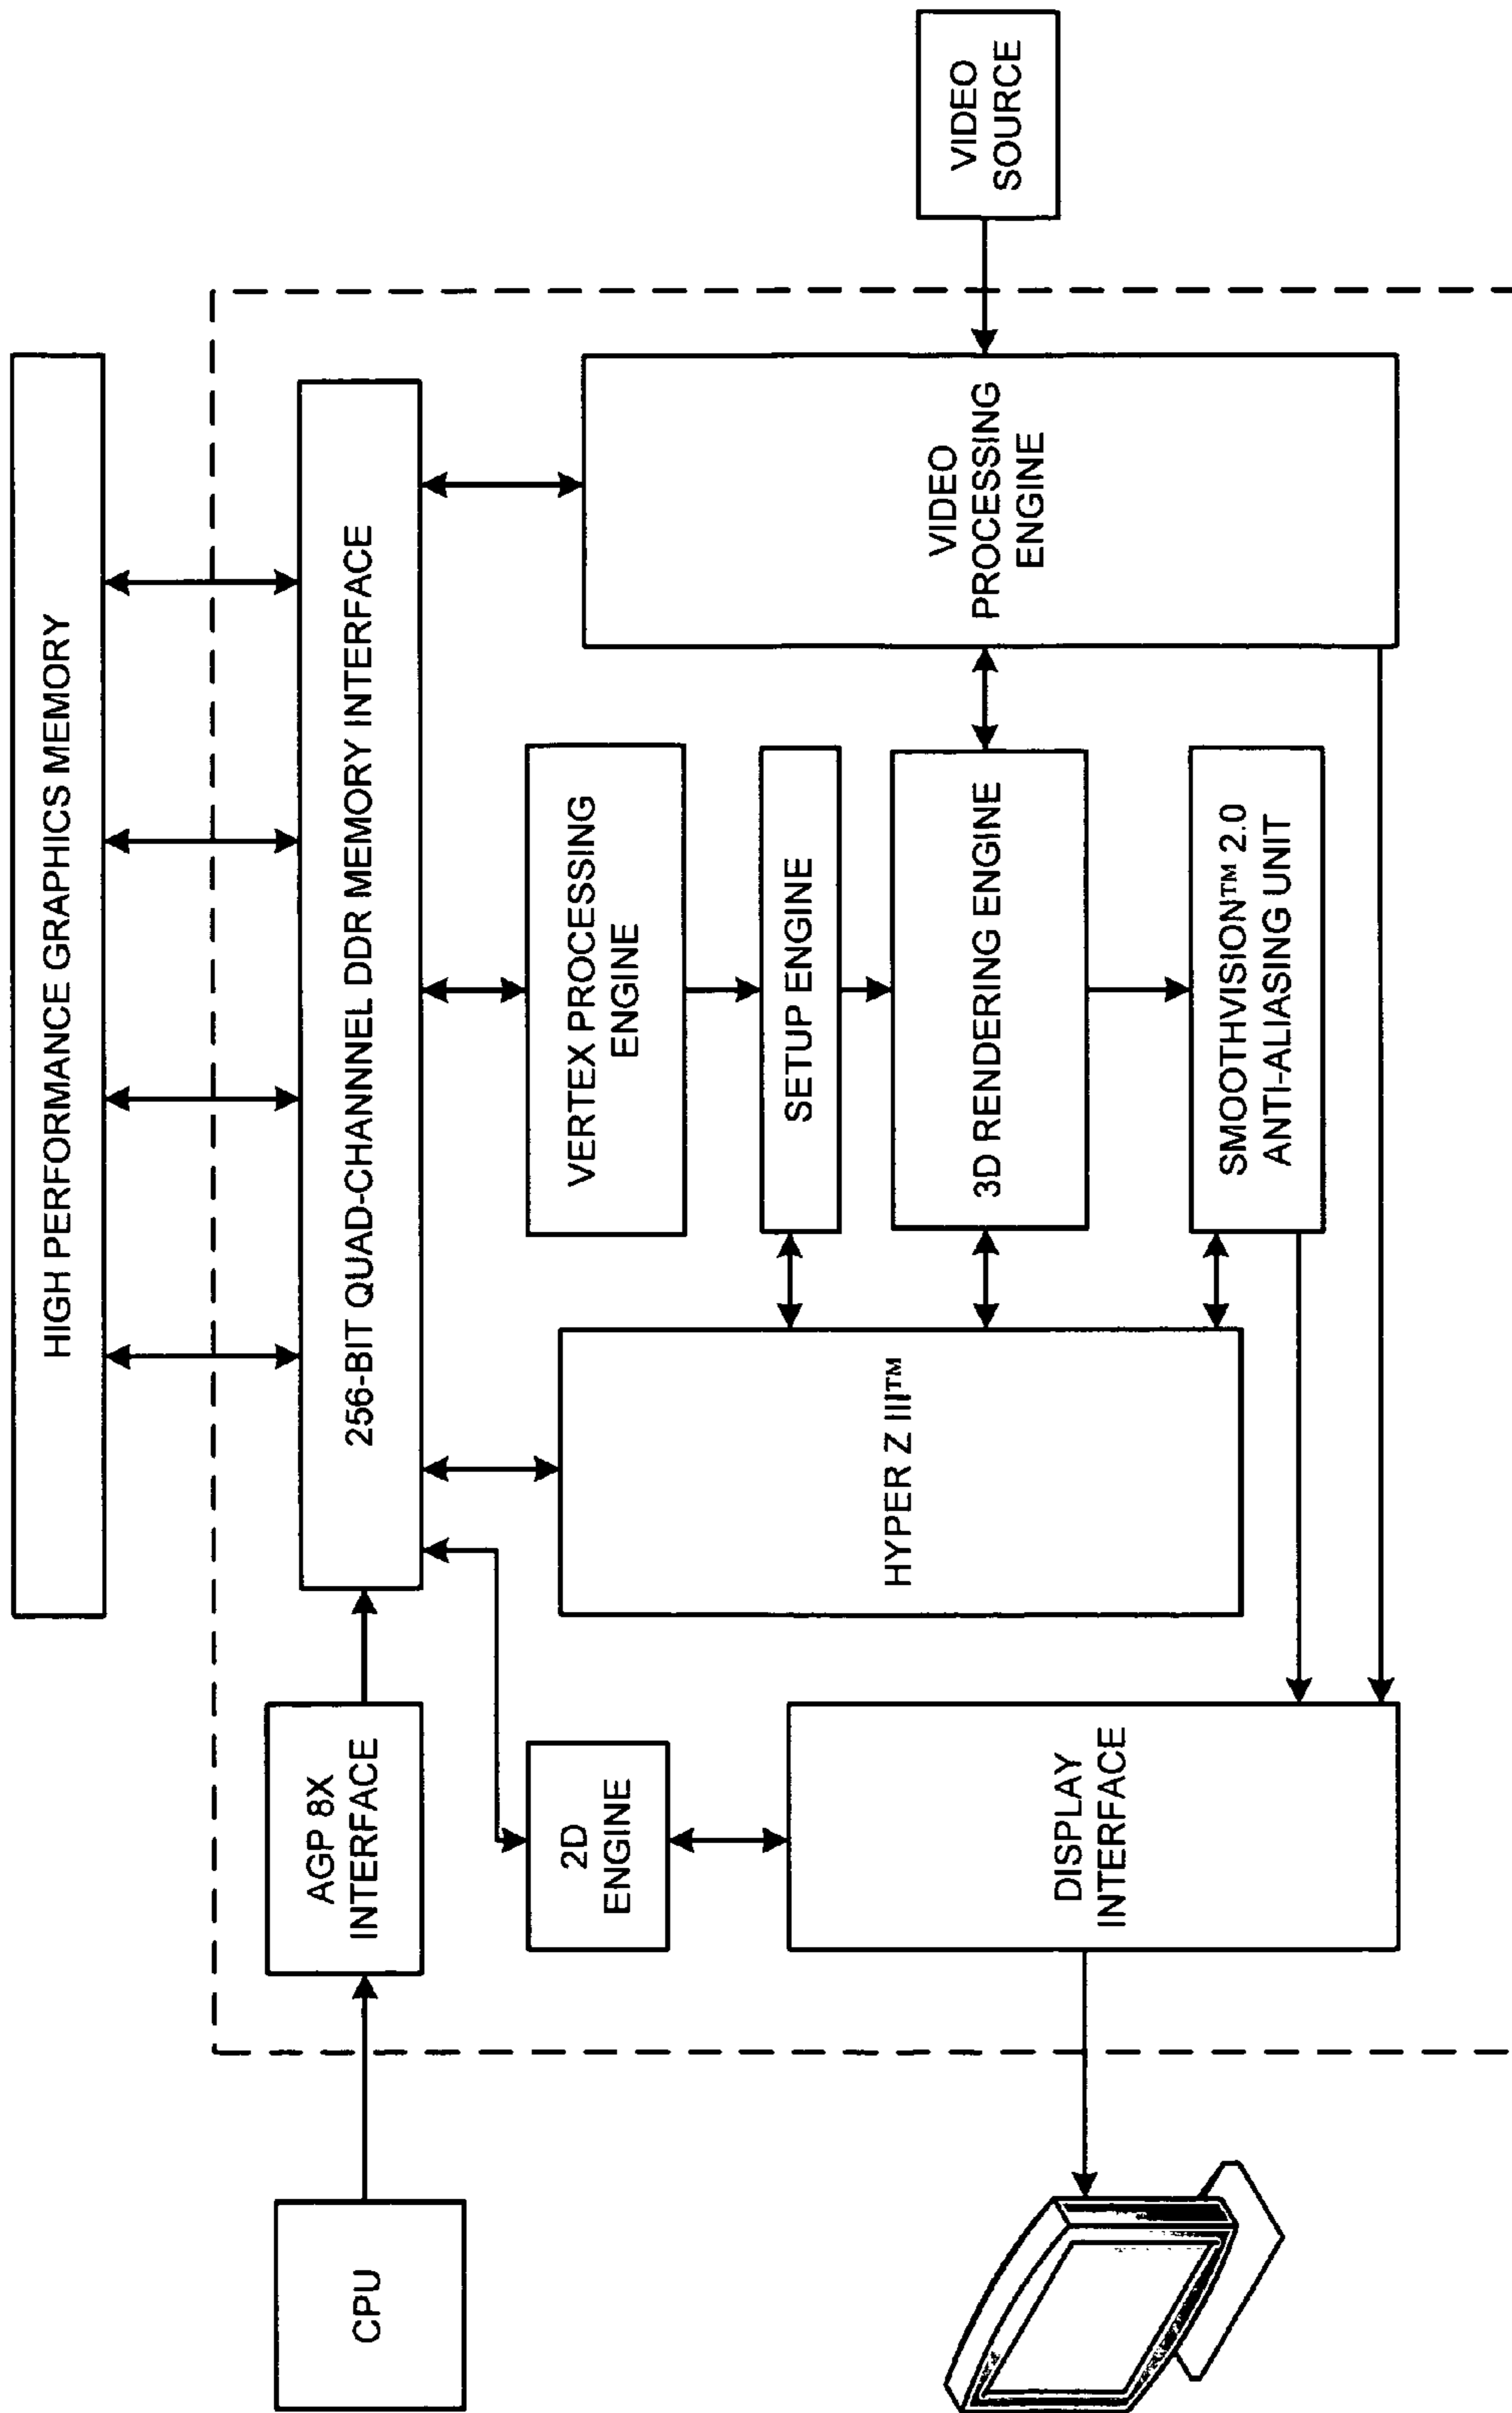 HIGH PERFORMANCE GRAPHICS MEMORY
CPU
AGP 8X
INTERFACE
256-BIT QUAD-CHANNEL DDR MEMORY INTERFACE
2D
ENGINE
HYPER Z III™
VERTEX PROCESSING
ENGINE
SETUP ENGINE
3D RENDERING ENGINE
SMOOTHVISION™ 2.0
ANTI-ALIASING UNIT
VIDEO
PROCESSING
ENGINE
VIDEO
SOURCE
DISPLAY
INTERFACE